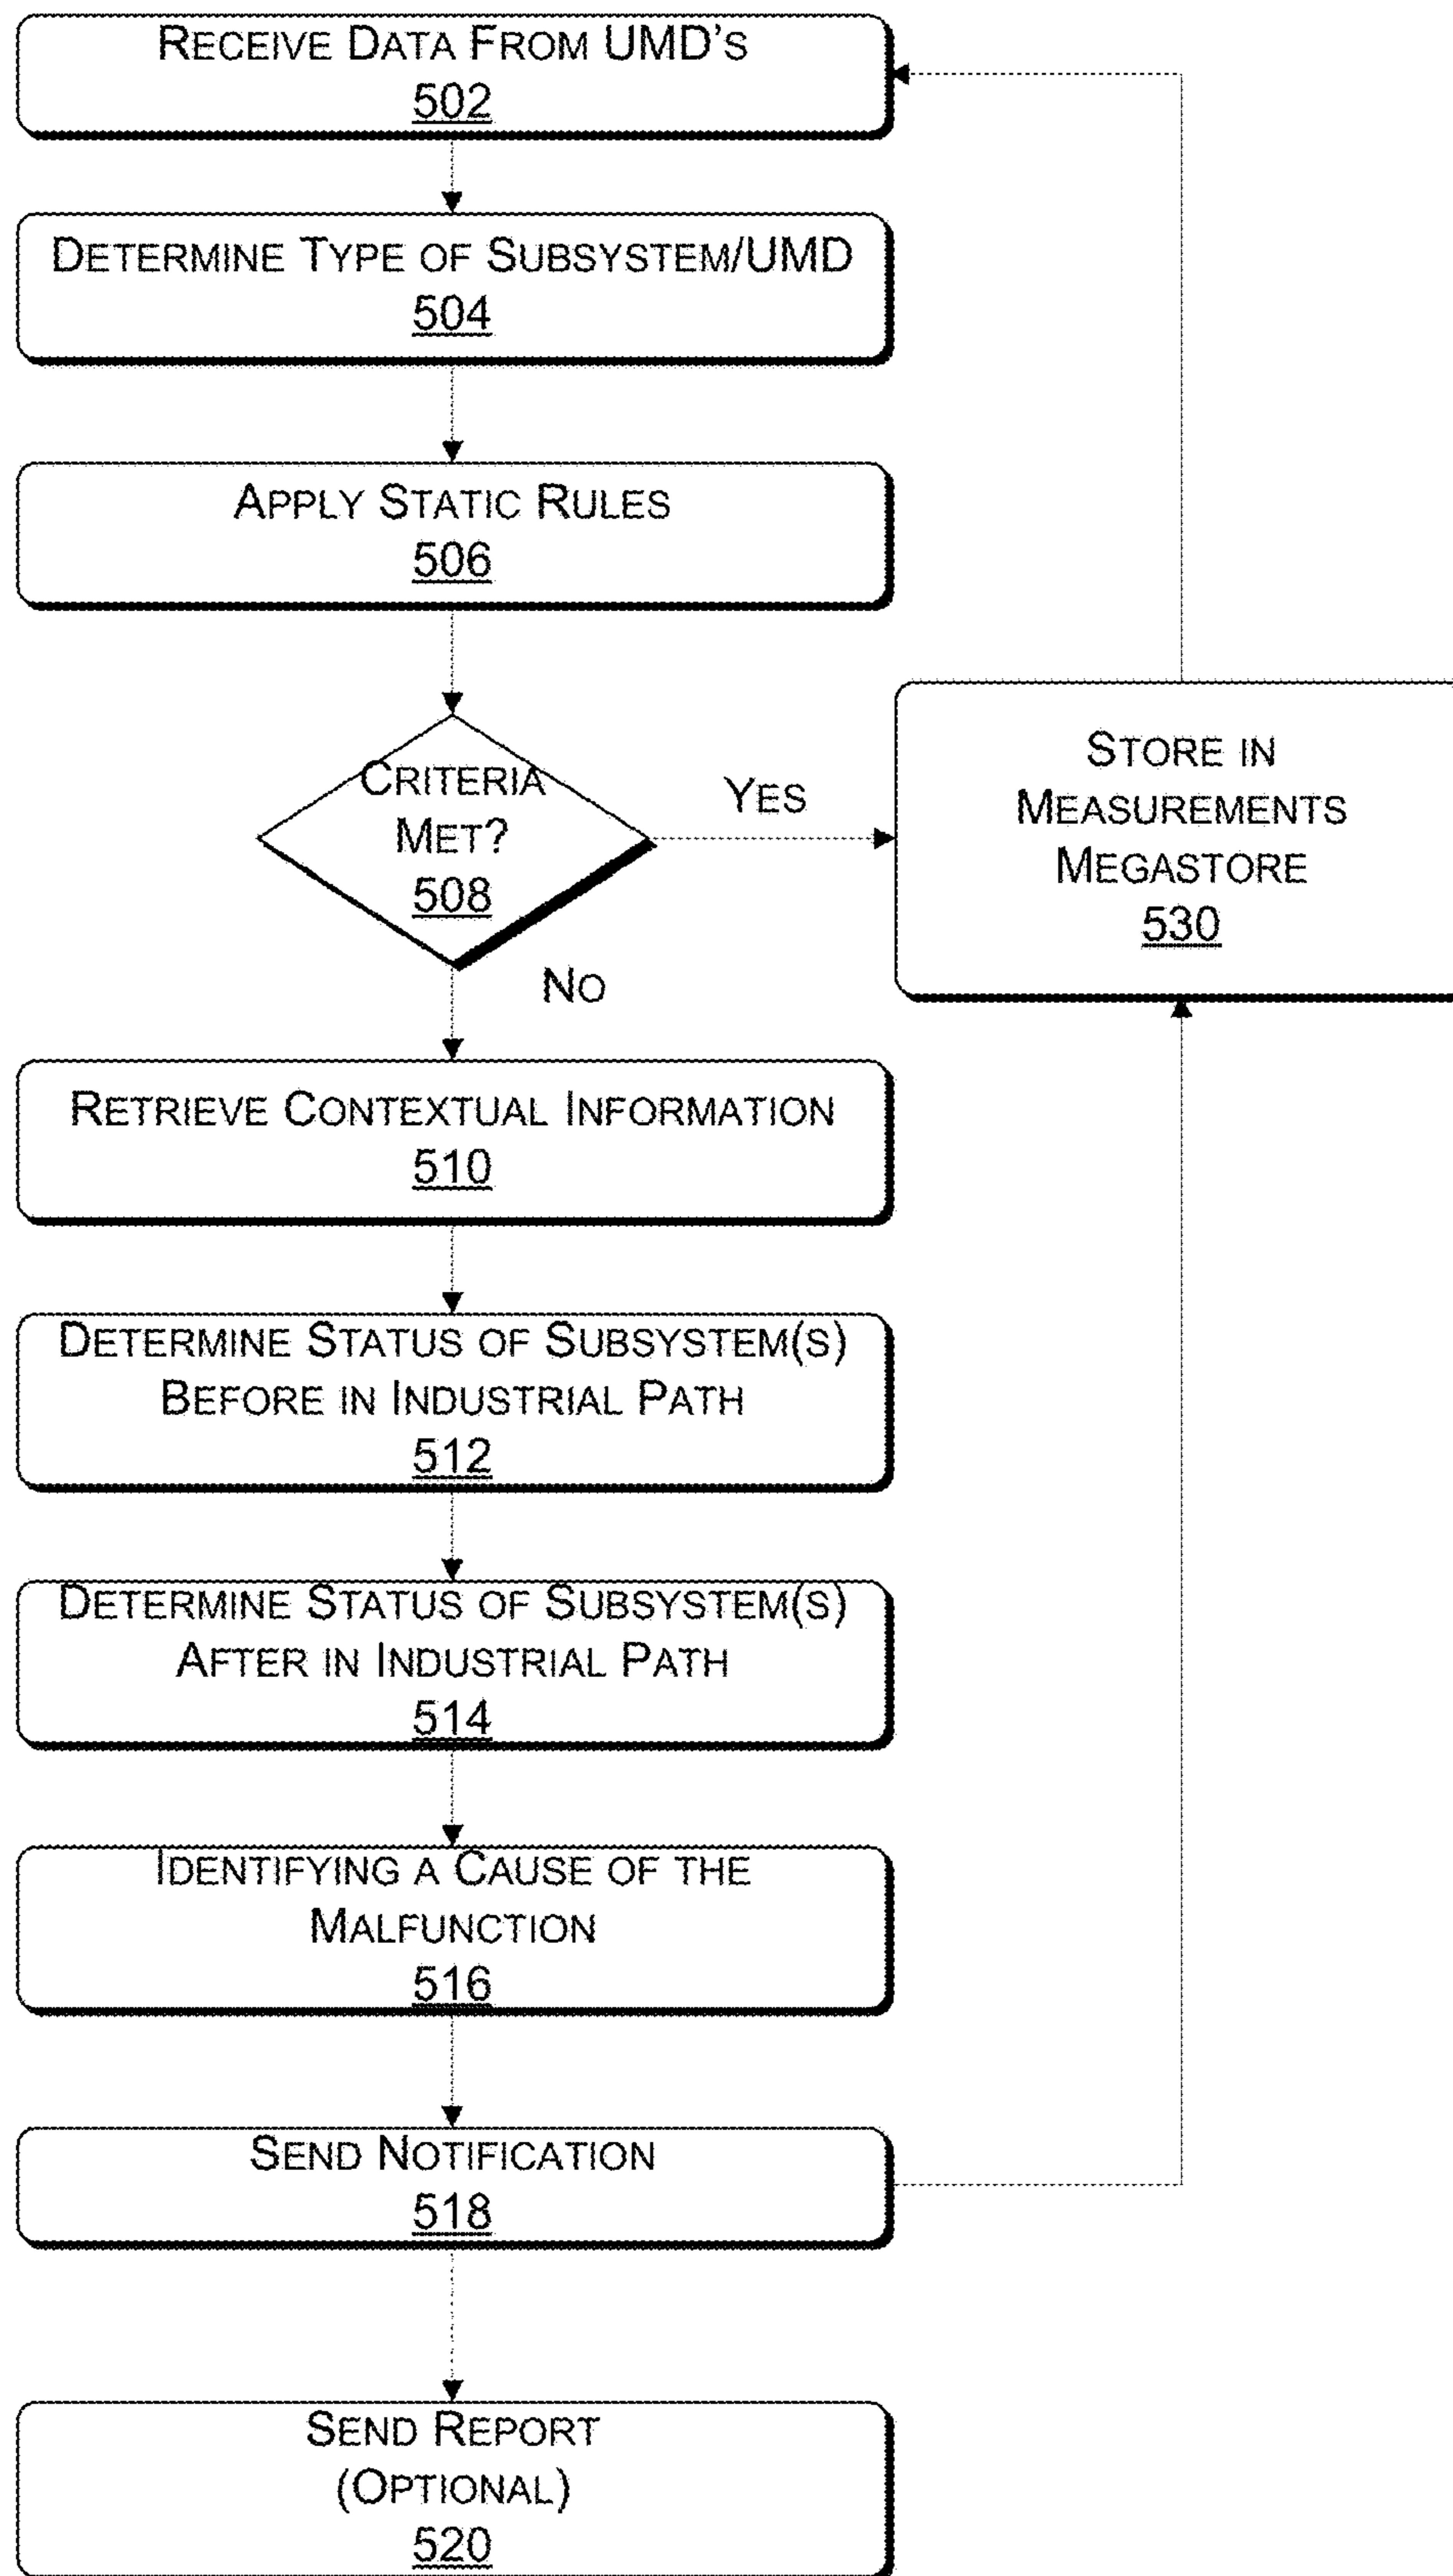 RECEIVE DATA FROM UMD'S
502
DETERMINE TYPE OF SUBSYSTEM/UMD
504
APPLY STATIC RULES
506
CRITERIA
MET?
508
YES
NO
STORE IN
MEASUREMENTS
MEGASTORE
530
RETRIEVE CONTEXTUAL INFORMATION
510
DETERMINE STATUS OF SUBSYSTEM(S)
BEFORE IN INDUSTRIAL PATH
512
DETERMINE STATUS OF SUBSYSTEM(S)
AFTER IN INDUSTRIAL PATH
514
IDENTIFYING A CAUSE OF THE
MALFUNCTION
516
SEND NOTIFICATION
518
SEND REPORT
(OPTIONAL)
520